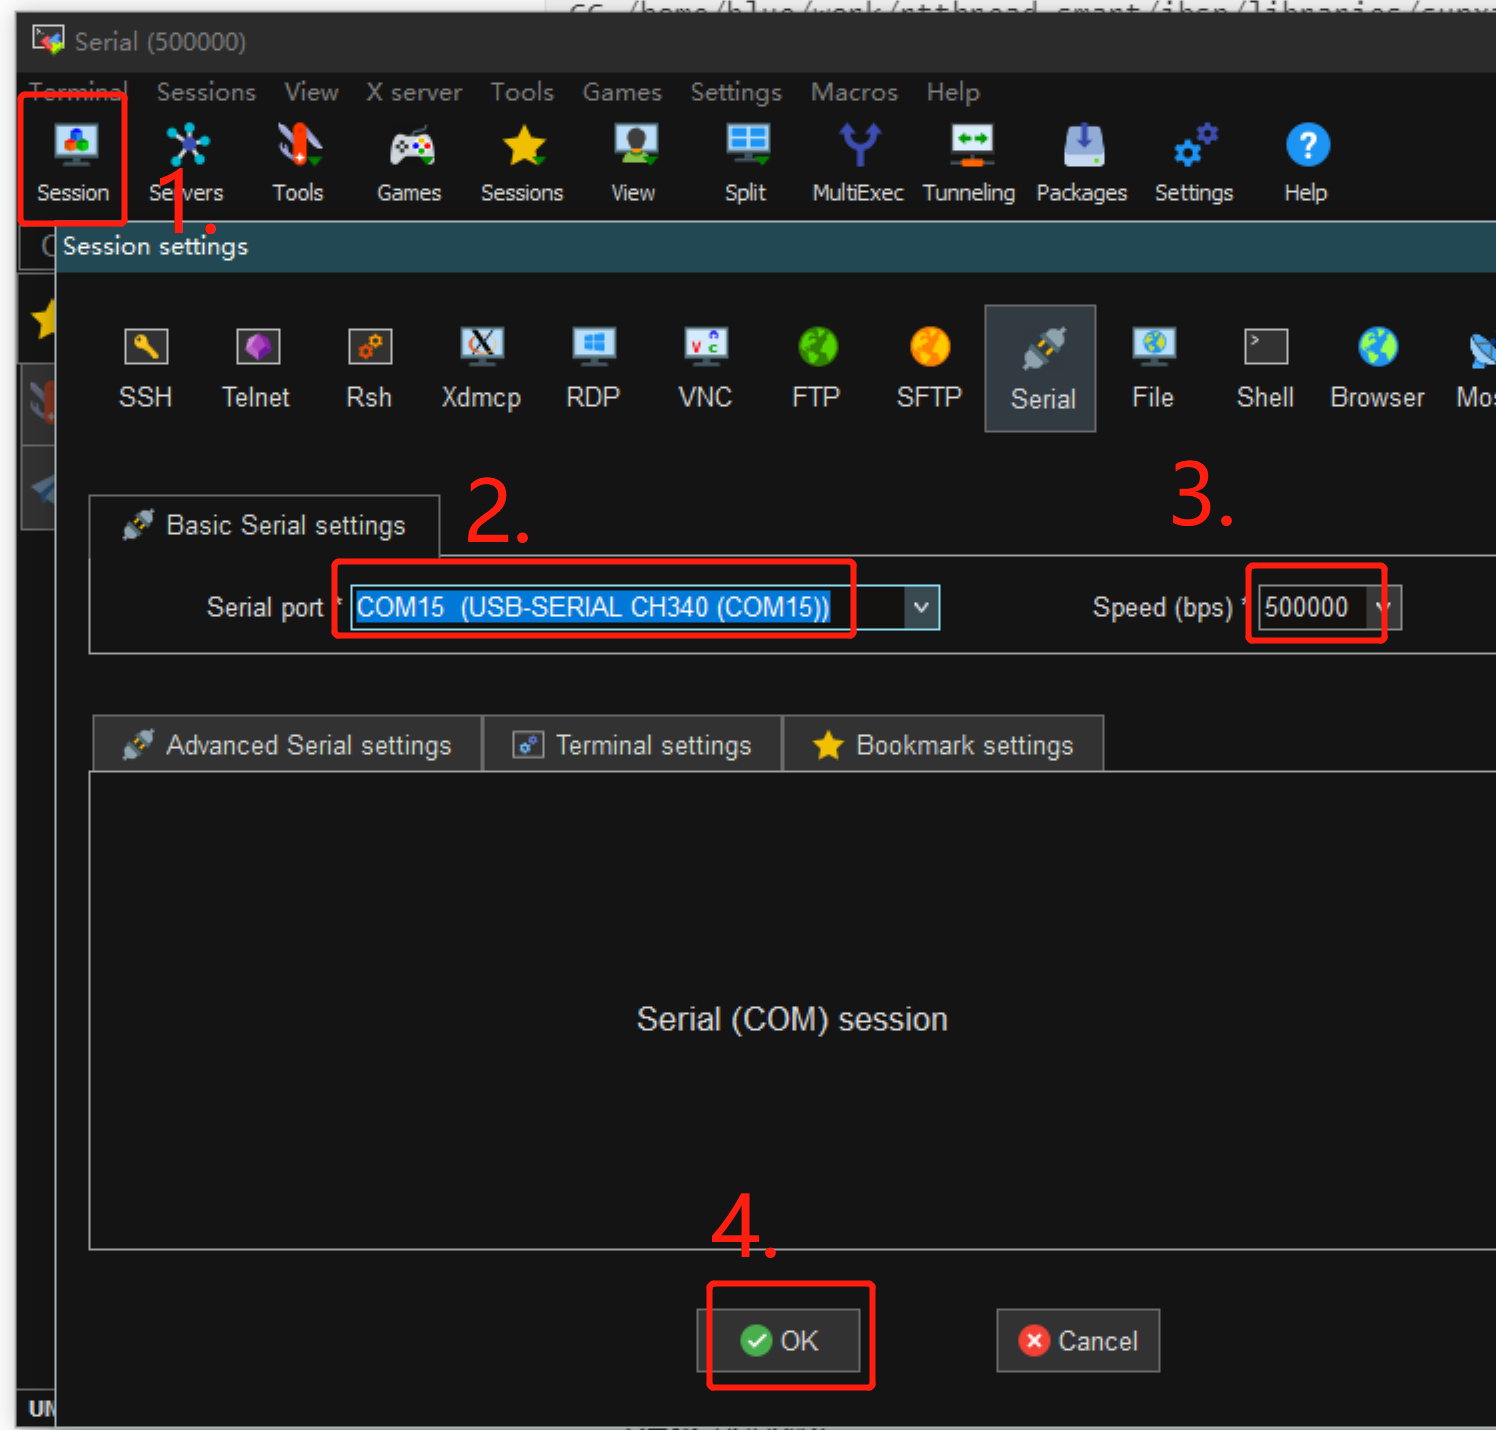 Serial (500000)
Terminal Sessions View X server Tools Games Settings Macros Help
Session Servers Tools Games Sessions View Split MultiExec Tunneling Packages Settings Help
1.
Session settings
SSH Telnet Rsh Xdmcp RDP VNC FTP SFTP Serial File Shell Browser
2. 3.
Basic Serial settings
Serial port * COM15 (USB-SERIAL CH340 (COM15)) Speed (bps) * 500000
Advanced Serial settings Terminal settings Bookmark settings
Serial (COM) session
4.
OK Cancel